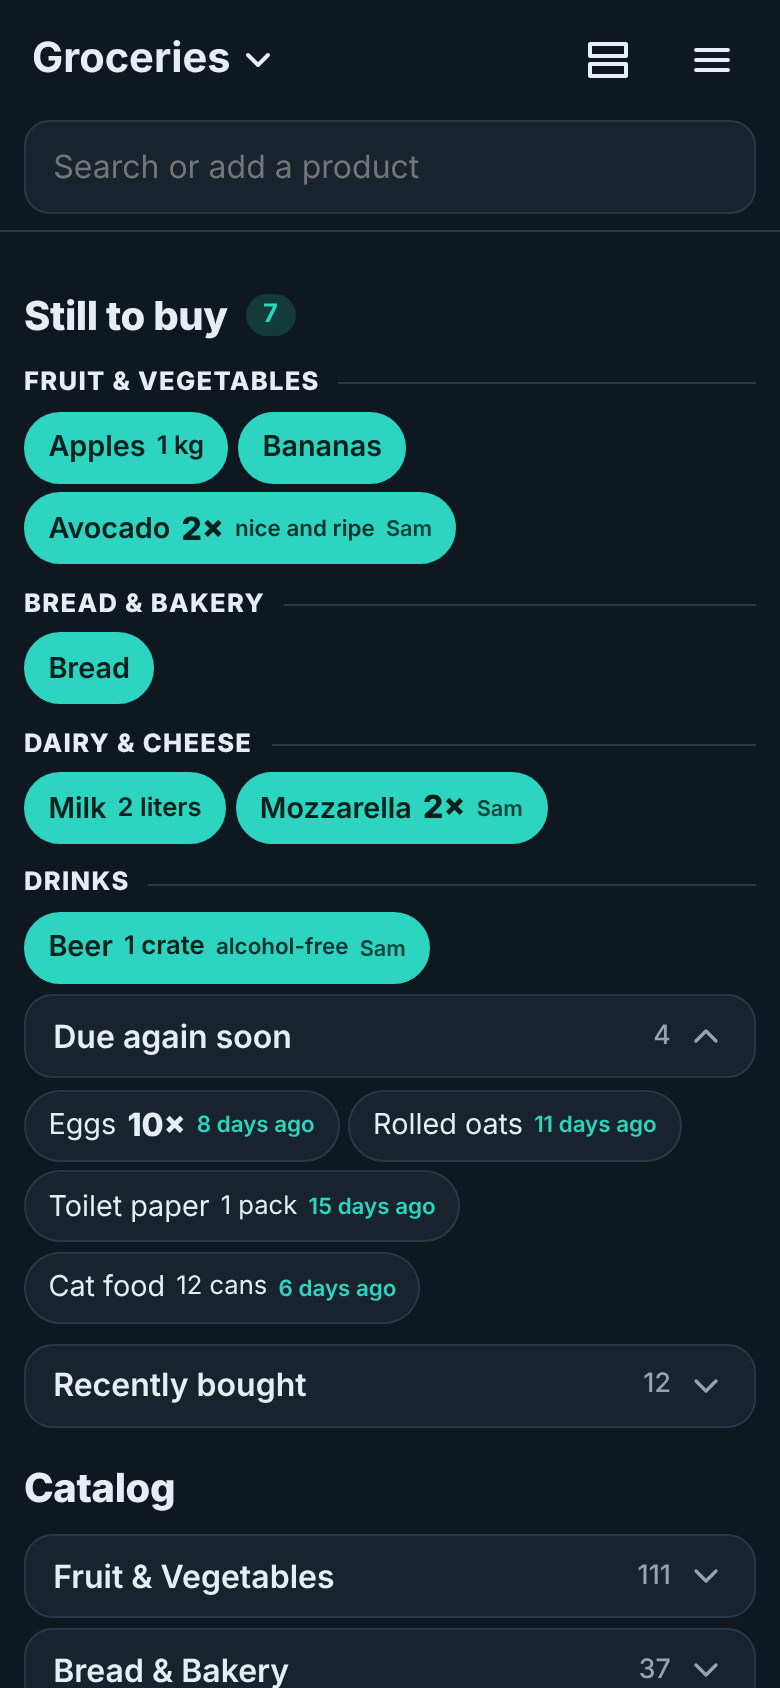 Groceries
Search or add a product
Still to buy 7
FRUIT & VEGETABLES
Apples 1 kg Bananas
Avocado 2× nice and ripe Sam
BREAD & BAKERY
Bread
DAIRY & CHEESE
Milk 2 liters Mozzarella 2× Sam
DRINKS
Beer 1 crate alcohol-free Sam
Due again soon 4
Eggs 10× 8 days ago Rolled oats 11 days ago
Toilet paper 1 pack 15 days ago
Cat food 12 cans 6 days ago
Recently bought 12
Catalog
Fruit & Vegetables 111
Bread & Bakery 37